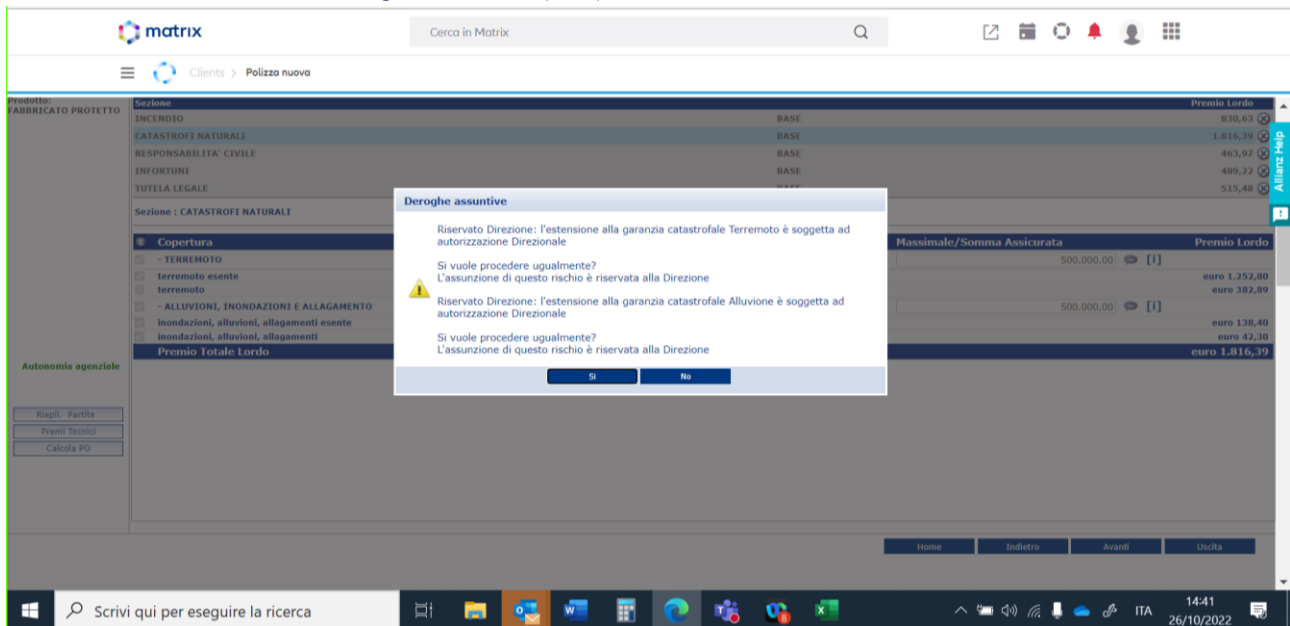 matrix
Cerca in Matrix
Clients > Polizza nuova
Prodotto:
FABBRICATO PROTETTO
Sezione Premio Lordo
INCENDIO BASE 830,63
CATASTROFI NATURALI BASE 1.816,39
RESPONSABILITA' CIVILE BASE 463,97
INFORTUNI BASE 489,22
TUTELA LEGALE BASE 515,48
Allianz Help
Sezione : CATASTROFI NATURALI
Deroghe assuntive
Riservato Direzione: l'estensione alla garanzia catastrofale Terremoto è soggetta ad
autorizzazione Direzionale
Si vuole procedere ugualmente?
L'assunzione di questo rischio è riservata alla Direzione
Riservato Direzione: l'estensione alla garanzia catastrofale Alluvione è soggetta ad
autorizzazione Direzionale
Si vuole procedere ugualmente?
L'assunzione di questo rischio è riservata alla Direzione
Si No
Copertura Massimale/Somma Assicurata Premio Lordo
- TERREMOTO 500.000,00 [i]
terremoto esente euro 1.252,80
terremoto euro 382,89
- ALLUVIONI, INONDAZIONI E ALLAGAMENTO 500.000,00 [i]
inondazioni, alluvioni, allagamenti esente euro 138,40
inondazioni, alluvioni, allagamenti euro 42,30
Premio Totale Lordo euro 1.816,39
Autonomia agenziale
Riepil. Partite
Premi Tecnici
Calcola PO
Home Indietro Avanti Uscita
Scrivi qui per eseguire la ricerca
ITA
14:41
26/10/2022